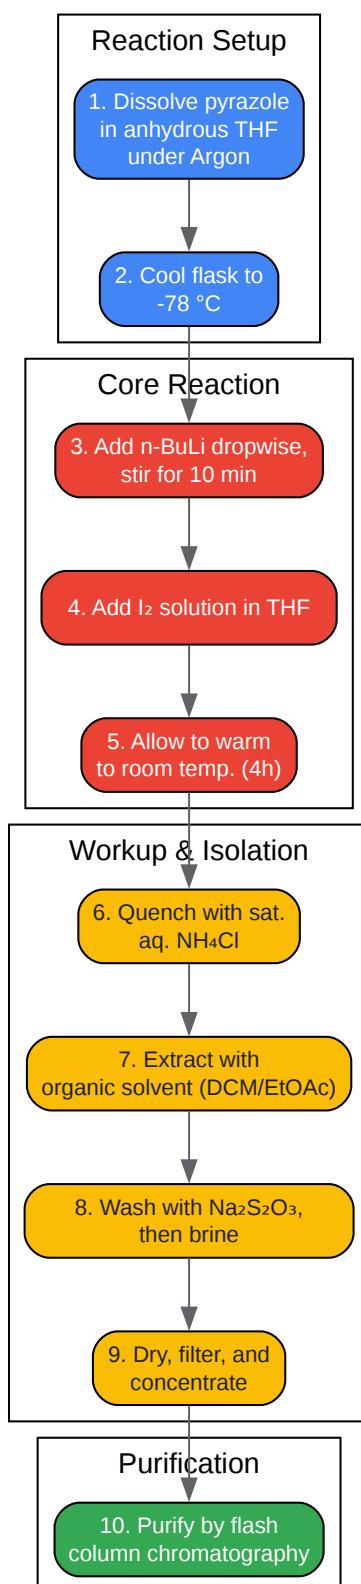 Reaction Setup
1. Dissolve pyrazole
in anhydrous THF
under Argon
2. Cool flask to
-78 °C
Core Reaction
3. Add n-BuLi dropwise,
stir for 10 min
4. Add I₂ solution in THF
5. Allow to warm
to room temp. (4h)
Workup & Isolation
6. Quench with sat.
aq. NH₄Cl
7. Extract with
organic solvent (DCM/EtOAc)
8. Wash with Na₂S₂O₃,
then brine
9. Dry, filter, and
concentrate
Purification
10. Purify by flash
column chromatography